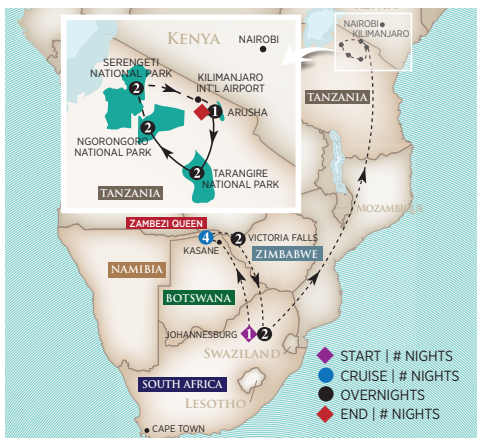 KENYA
NAIROBI
SERENGETI
NATIONAL PARK
2
KILIMANJARO
INT'L AIRPORT
1
ARUSHA
2
NGORONGORO
NATIONAL PARK
2
TARANGIRE
NATIONAL PARK
TANZANIA
KENYA
NAIROBI
KILIMANJARO
TANZANIA
MOZAMBIQUE
ZAMBEZI QUEEN
4
KASANE
2
VICTORIA FALLS
ZIMBABWE
NAMIBIA
BOTSWANA
JOHANNESBURG
1
2
SWAZILAND
SOUTH AFRICA
LESOTHO
CAPE TOWN
START | # NIGHTS
CRUISE | # NIGHTS
OVERNIGHTS
END | # NIGHTS